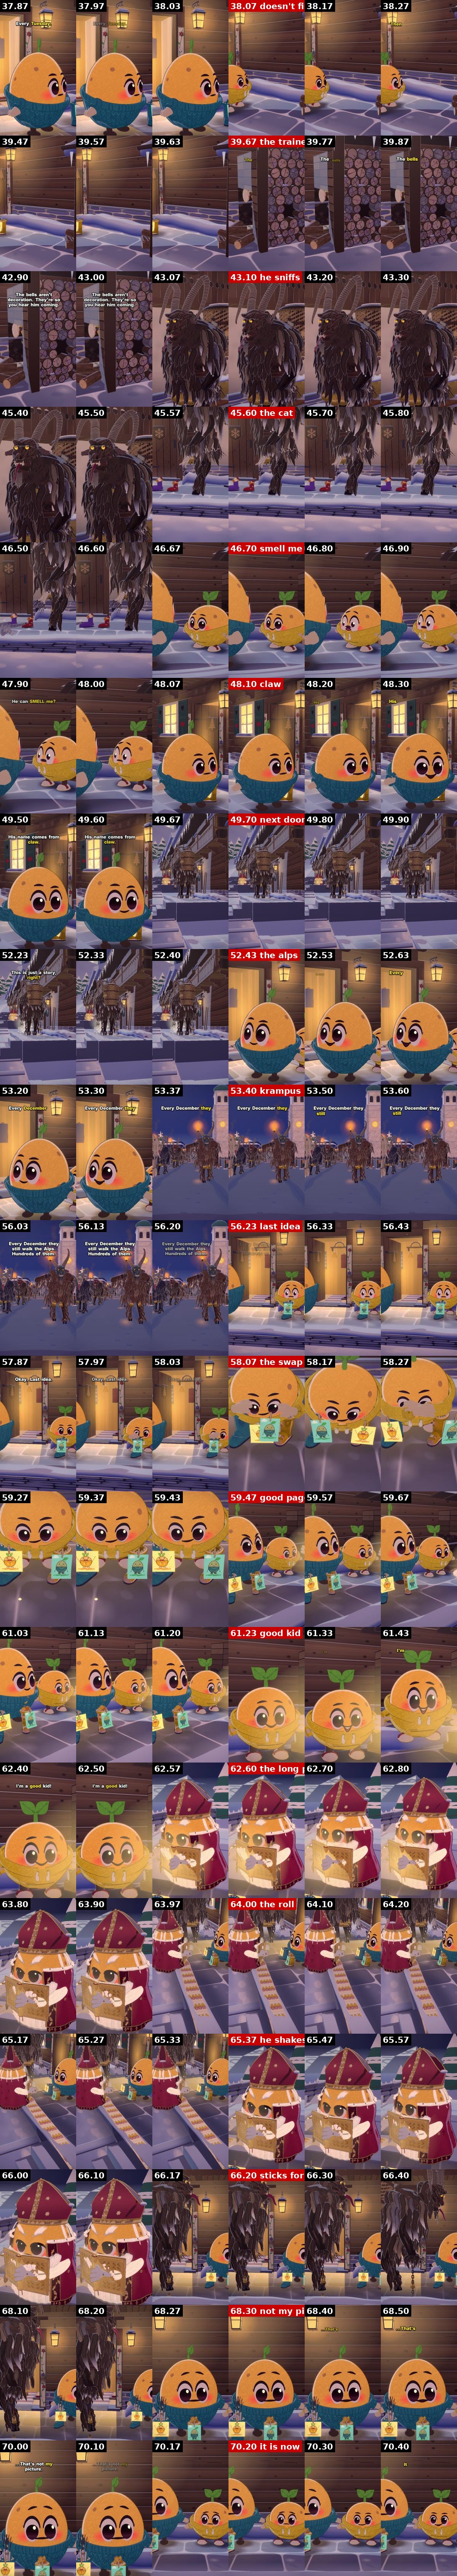 37.87 37.97 38.03 38.07 doesn't fi 38.17 38.27
Every Tuesday
39.47 39.57 39.63 39.67 the traine 39.77 39.87
The
The bells
42.90 43.00 43.07 43.10 he sniffs 43.20 43.30
The bells aren't
decoration. They're so
you hear him coming.
The bells aren't
decoration. They're so
you hear him coming.
45.40 45.50 45.57 45.60 the cat 45.70 45.80
46.50 46.60 46.67 46.70 smell me 46.80 46.90
47.90 48.00 48.07 48.10 claw 48.20 48.30
He can SMELL me?
His
49.50 49.60 49.67 49.70 next door 49.80 49.90
His name comes from
claw.
His name comes from
claw.
52.23 52.33 52.40 52.43 the alps 52.53 52.63
This is just a story,
right?
Every
53.20 53.30 53.37 53.40 krampus 53.50 53.60
Every December
Every December they
Every December they
Every December they
Every December they
still
Every December they
still
56.03 56.13 56.20 56.23 last idea 56.33 56.43
Every December they
still walk the Alps.
Hundreds of them.
Every December they
still walk the Alps.
Hundreds of them.
Every December they
still walk the Alps.
Hundreds of them.
57.87 57.97 58.03 58.07 the swap 58.17 58.27
Okay. Last idea.
Okay. Last idea.
59.27 59.37 59.43 59.47 good pag 59.57 59.67
61.03 61.13 61.20 61.23 good kid 61.33 61.43
I'm
62.40 62.50 62.57 62.60 the long p 62.70 62.80
I'm a good kid!
I'm a good kid!
63.80 63.90 63.97 64.00 the roll 64.10 64.20
65.17 65.27 65.33 65.37 he shakes 65.47 65.57
66.00 66.10 66.17 66.20 sticks for 66.30 66.40
68.10 68.20 68.27 68.30 not my pi 68.40 68.50
...That's
...That's
70.00 70.10 70.17 70.20 it is now 70.30 70.40
...That's not my
picture.
It